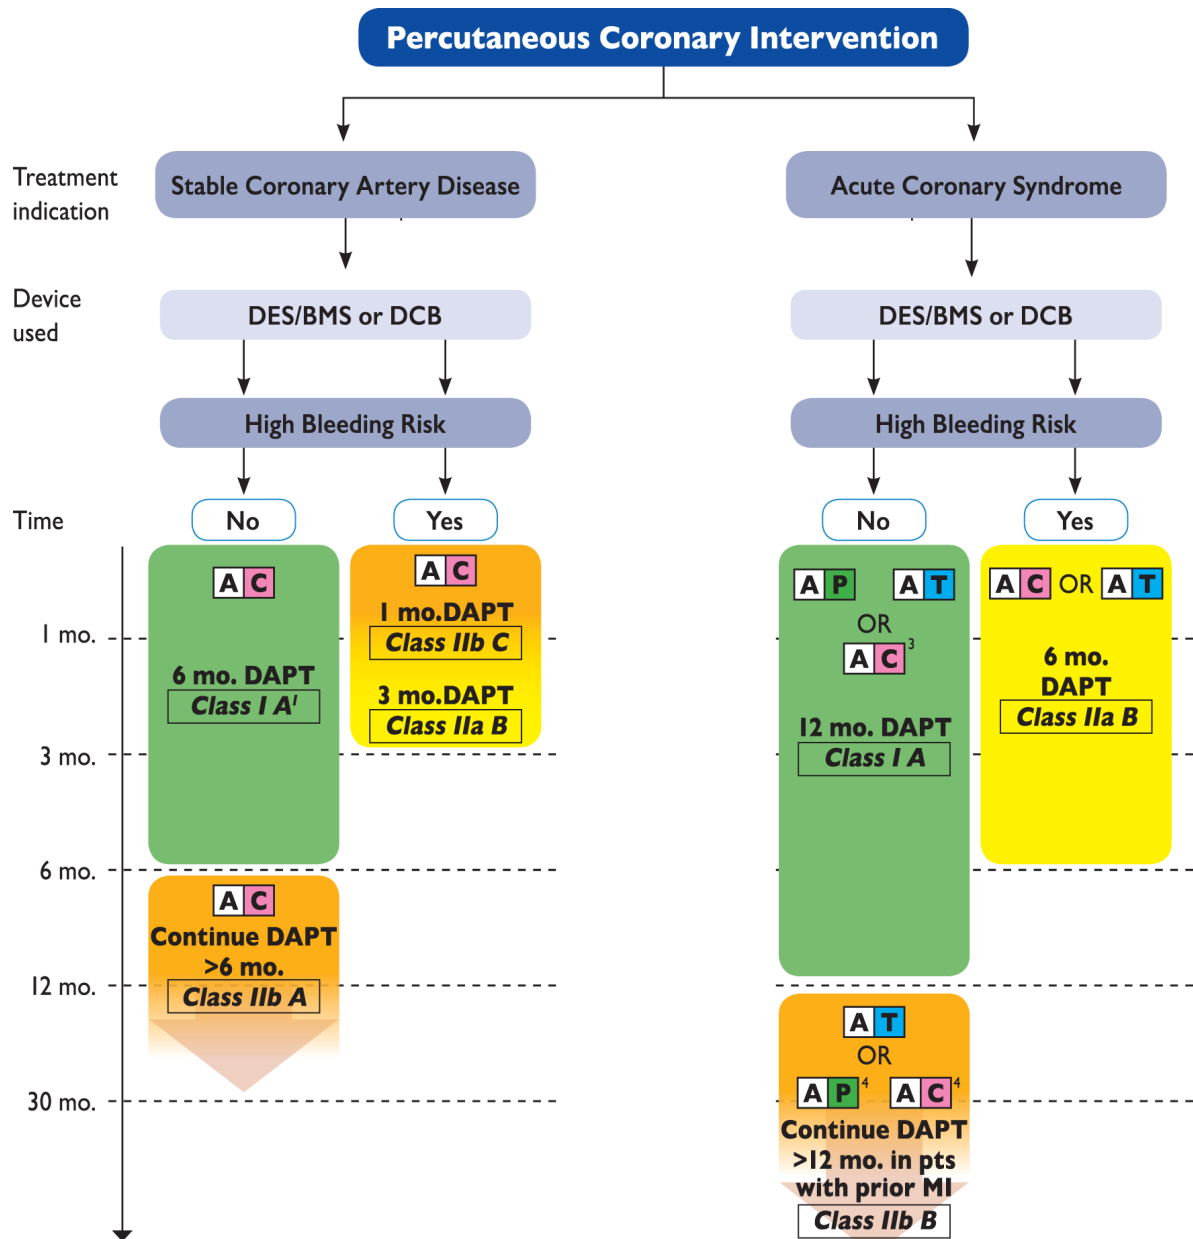 Percutaneous Coronary Intervention
Treatment
indication
Stable Coronary Artery Disease
Acute Coronary Syndrome
Device
used
DES/BMS or DCB
DES/BMS or DCB
High Bleeding Risk
High Bleeding Risk
Time
No
Yes
No
Yes
1 mo.
3 mo.
6 mo.
12 mo.
30 mo.
A C
6 mo. DAPT
Class I A¹
A C
Continue DAPT
>6 mo.
Class IIb A
A C
1 mo.DAPT
Class IIb C
3 mo.DAPT
Class IIa B
A P A T
OR
A C³
12 mo. DAPT
Class I A
A T
OR
A P⁴ A C⁴
Continue DAPT
>12 mo. in pts
with prior MI
Class IIb B
A C OR A T
6 mo.
DAPT
Class IIa B